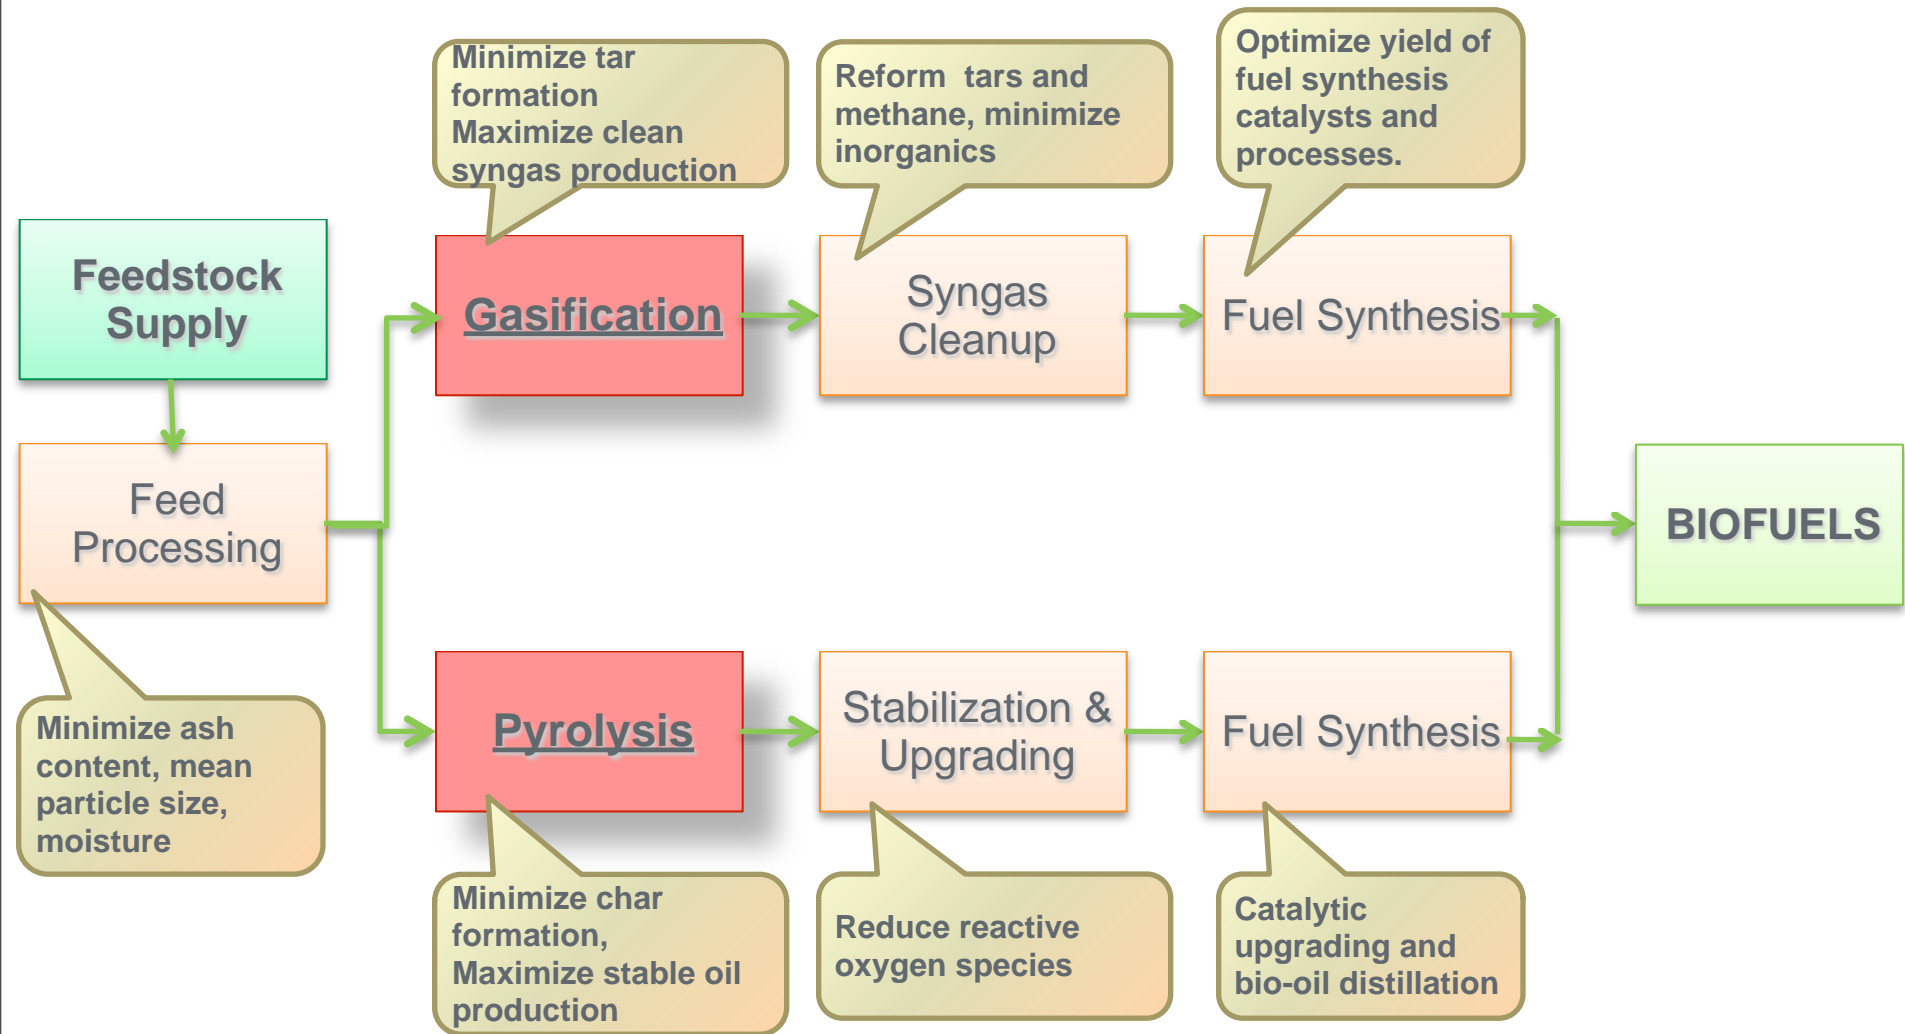 Minimize tar
formation
Maximize clean
syngas production
Reform tars and
methane, minimize
inorganics
Optimize yield of
fuel synthesis
catalysts and
processes.
Feedstock
Supply
Gasification
Syngas
Cleanup
Fuel Synthesis
Feed
Processing
BIOFUELS
Pyrolysis
Stabilization &
Upgrading
Fuel Synthesis
Minimize ash
content, mean
particle size,
moisture
Minimize char
formation,
Maximize stable oil
production
Reduce reactive
oxygen species
Catalytic
upgrading and
bio-oil distillation